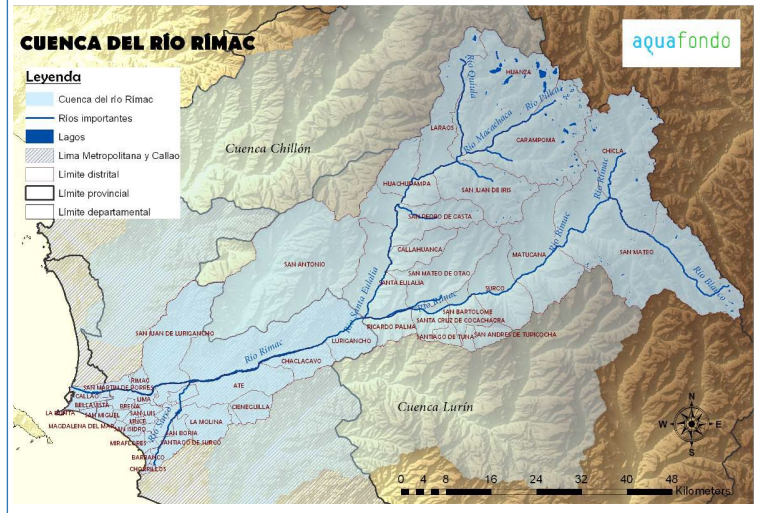 CUENCA DEL RÍO RÍMAC
aquafondo
Leyenda
Cuenca del río Rímac
Ríos importantes
Lagos
Lima Metropolitana y Callao
Límite distrital
Límite provincial
Límite departamental
Cuenca Chillón
Río Quiula
HUANZA
Río Pallca
Río Macachaca
LARAOS
CARAMPOMA
CHICLA
HUACHUPAMPA
SAN JUAN DE IRIS
Río Rímac
SAN PEDRO DE CASTA
Río Rímac
CALLAHUANCA
SAN MATEO
MATUCANA
SAN ANTONIO
SAN MATEO DE OTAO
Río Blanco
SANTA EULALIA
Río Santa Eulalia
SURCO
Río Rímac
SAN BARTOLOME
SANTA CRUZ DE COCACHACRA
RICARDO PALMA
SAN JUAN DE LURIGANCHO
SANTIAGO DE TUNA
SAN ANDRES DE TUPICOCHA
LURIGANCHO
Río Rímac
CHACLACAYO
RIMAC
ATE
SAN MARTIN DE PORRES
CALLAO
LIMA
BELLAVISTA
BREÑA
CIENEGUILLA
Cuenca Lurín
LA PUNTA
SAN MIGUEL
SAN LUIS
LINCE
LA MOLINA
MAGDALENA DEL MAR
SAN ISIDRO
Río Surco
SAN BORJA
MIRAFLORES
SANTIAGO DE SURCO
BARRANCO
CHORRILLOS
N
W
E
S
0 4 8 16 24 32 40 48
Kilometers